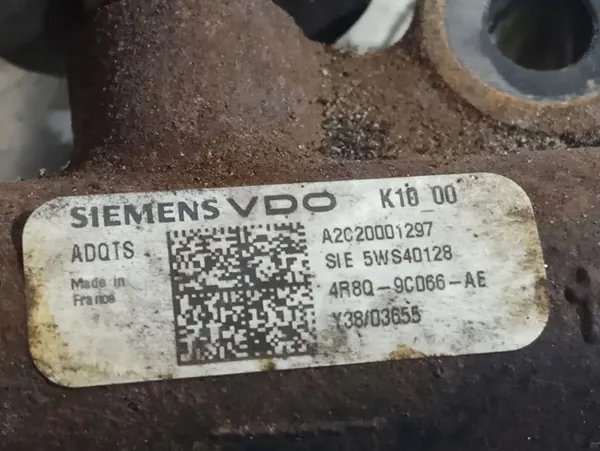 SIEMENS VDO K10_00
ADQTS
A2C20001297
SIE 5WS40128
Made in
France
4R8Q-9C066-AE
Y38/03655